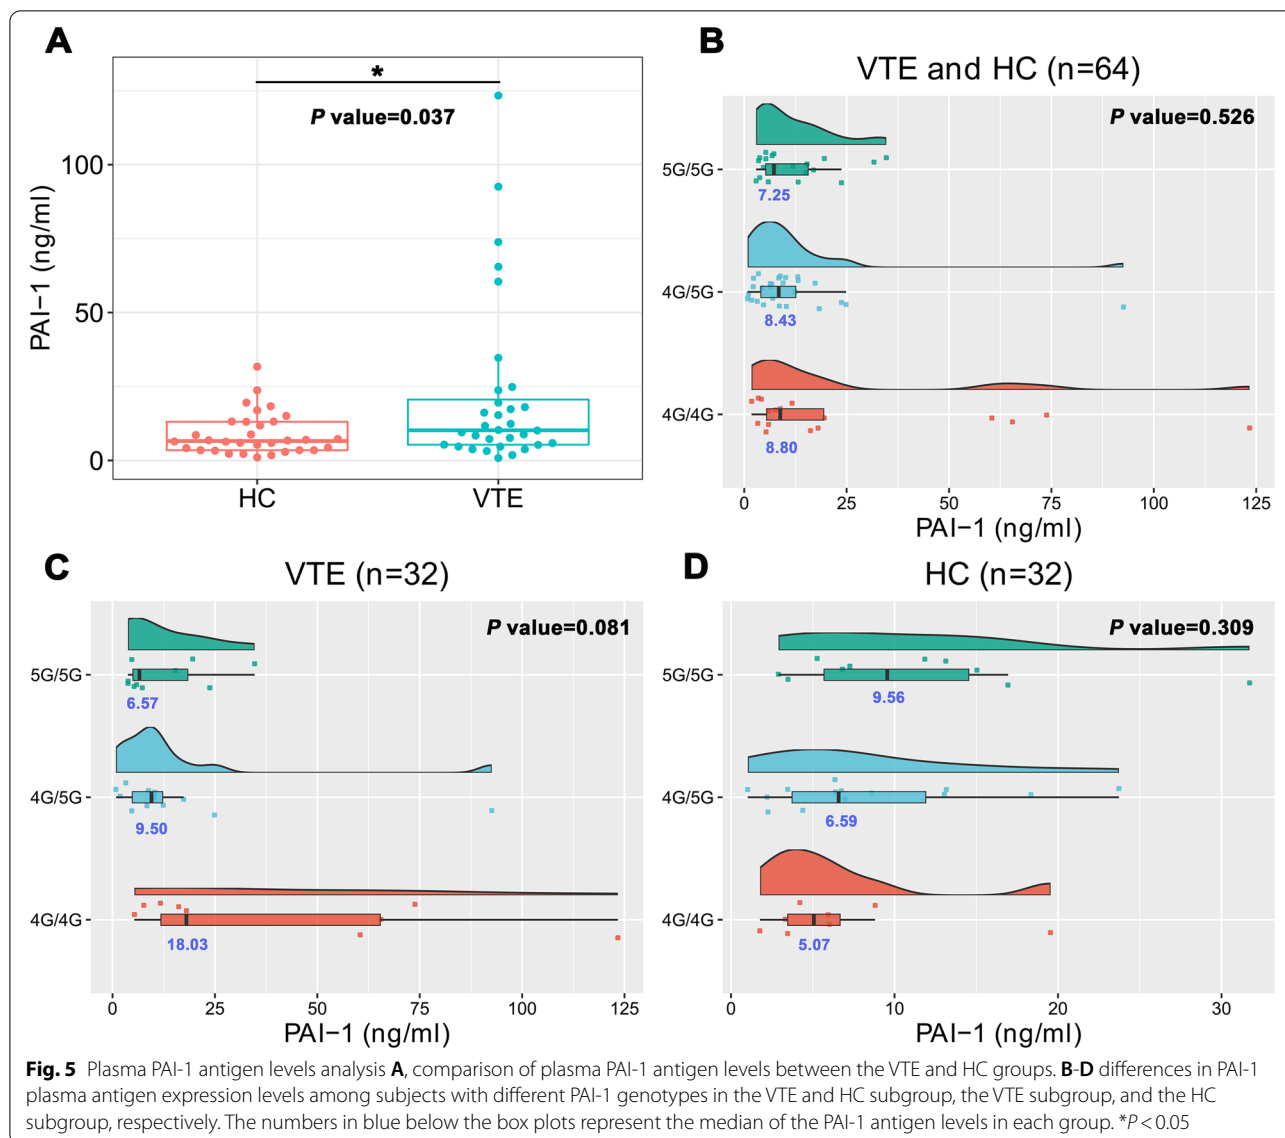 A
*
P value=0.037
100
50
0
PAI−1 (ng/ml)
HC
VTE
B
VTE and HC (n=64)
P value=0.526
5G/5G
7.25
4G/5G
8.43
4G/4G
8.80
0 25 50 75 100 125
PAI−1 (ng/ml)
C
VTE (n=32)
P value=0.081
5G/5G
6.57
4G/5G
9.50
4G/4G
18.03
0 25 50 75 100 125
PAI−1 (ng/ml)
D
HC (n=32)
P value=0.309
5G/5G
9.56
4G/5G
6.59
4G/4G
5.07
0 10 20 30
PAI−1 (ng/ml)
Fig. 5 Plasma PAI-1 antigen levels analysis A, comparison of plasma PAI-1 antigen levels between the VTE and HC groups. B-D differences in PAI-1
plasma antigen expression levels among subjects with different PAI-1 genotypes in the VTE and HC subgroup, the VTE subgroup, and the HC
subgroup, respectively. The numbers in blue below the box plots represent the median of the PAI-1 antigen levels in each group. *P < 0.05